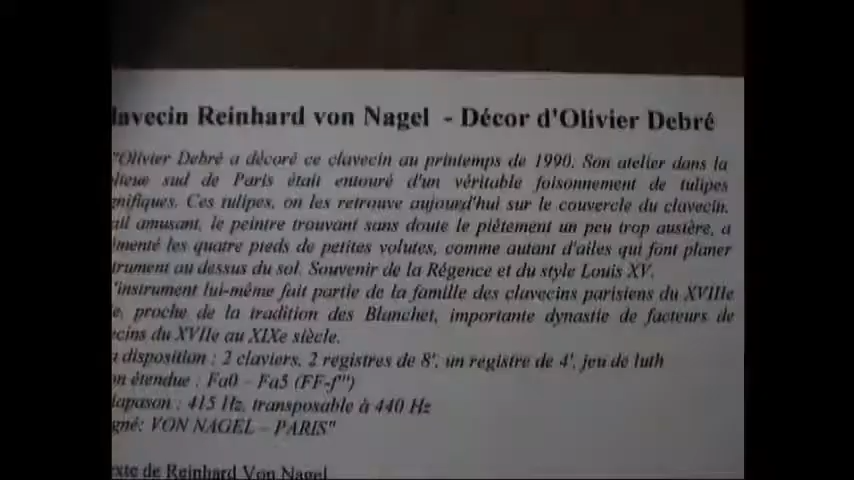 lavecin Reinhard von Nagel - Décor d'Olivier Debré
"Olivier Debré a décoré ce clavecin au printemps de 1990. Son atelier dans la
lieue sud de Paris était entouré d'un véritable foisonnement de tulipes
gnifiques. Ces tulipes, on les retrouve aujourd'hui sur le couvercle du clavecin.
ail amusant, le peintre trouvant sans doute le piètement un peu trop austère, a
imenté les quatre pieds de petites volutes, comme autant d'ailes qui font planer
trument au dessus du sol. Souvenir de la Régence et du style Louis XV.
'instrument lui-même fait partie de la famille des clavecins parisiens du XVIIIe
e, proche de la tradition des Blanchet, importante dynastie de facteurs de
ecins du XVIIe au XIXe siècle.
a disposition : 2 claviers, 2 registres de 8', un registre de 4', jeu de luth
on étendue : Fa0 – Fa5 (FF-f''')
iapason : 415 Hz, transposable à 440 Hz
gné: VON NAGEL – PARIS"
exte de Reinhard Von Nagel